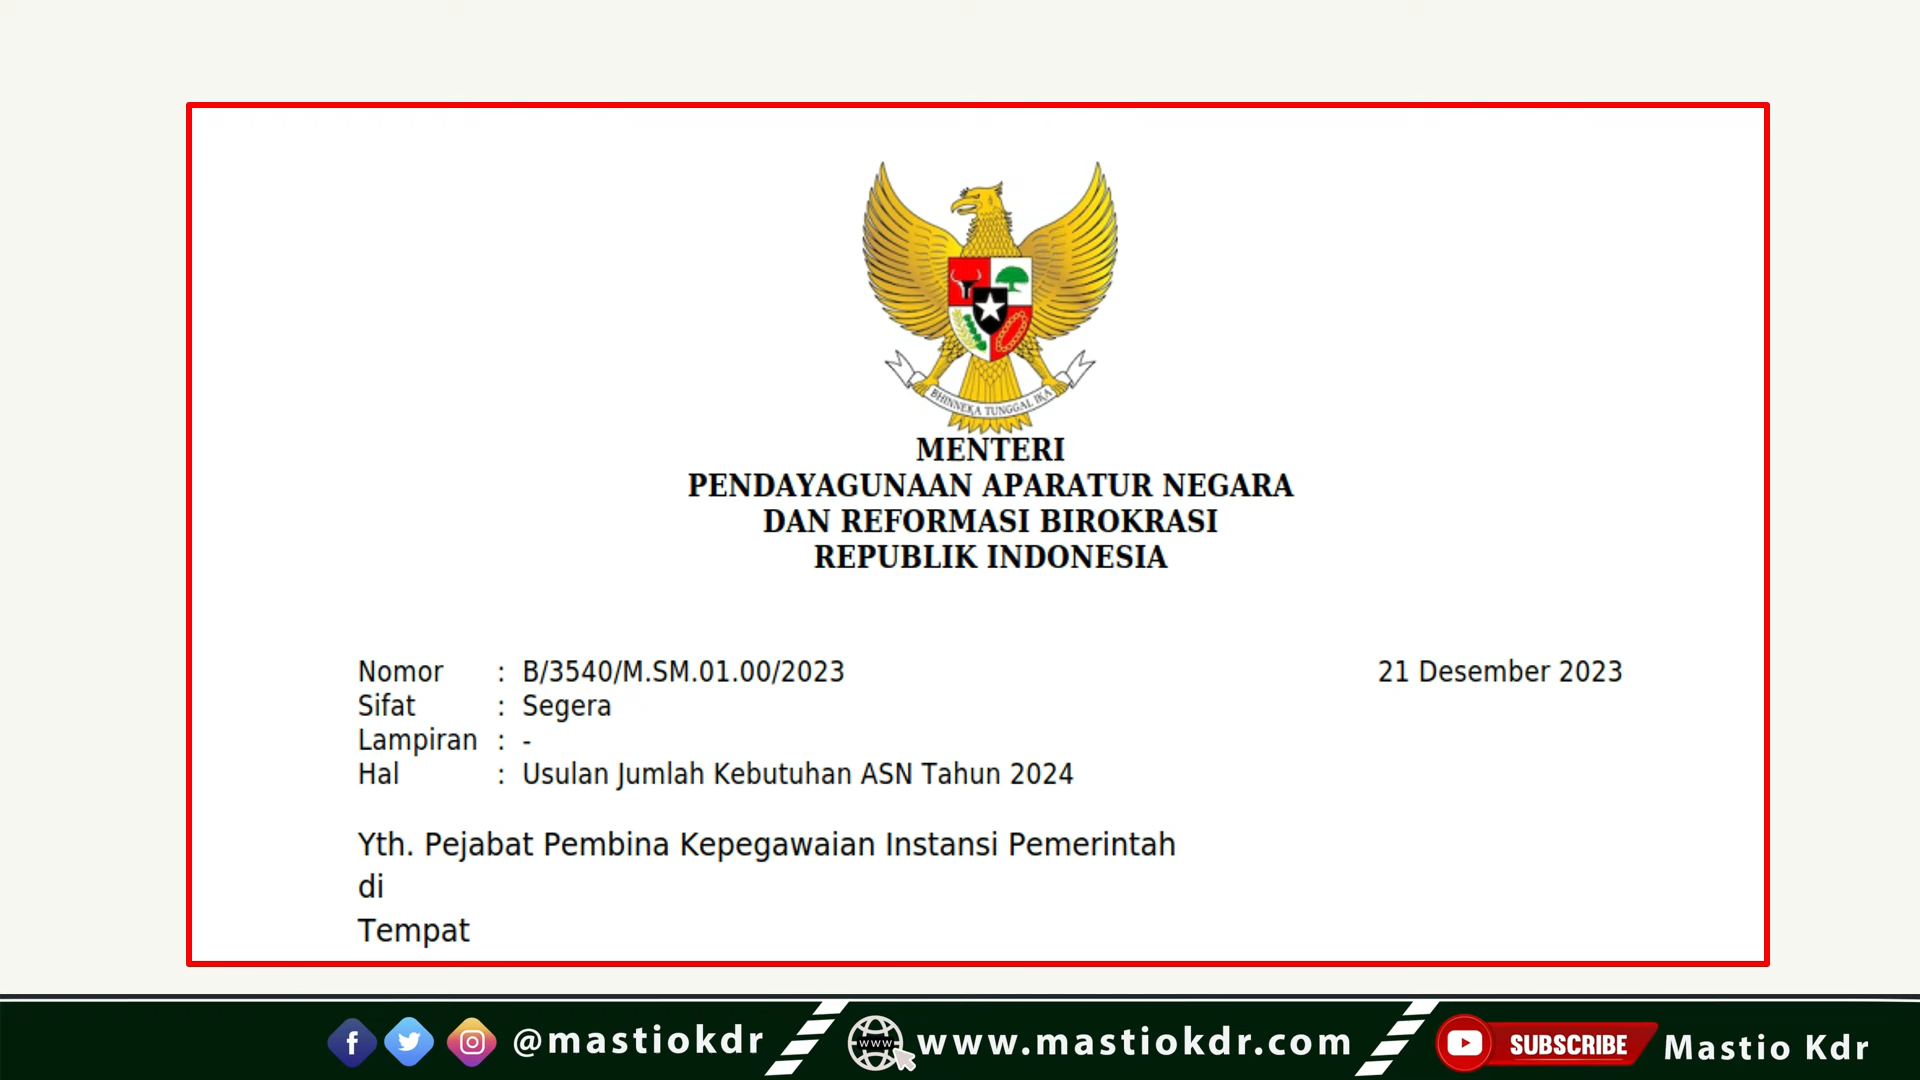 BHINNEKA TUNGGAL IKA
MENTERI
PENDAYAGUNAAN APARATUR NEGARA
DAN REFORMASI BIROKRASI
REPUBLIK INDONESIA
Nomor : B/3540/M.SM.01.00/2023 21 Desember 2023
Sifat : Segera
Lampiran : -
Hal : Usulan Jumlah Kebutuhan ASN Tahun 2024
Yth. Pejabat Pembina Kepegawaian Instansi Pemerintah
di
Tempat
f @mastiokdr WWW www.mastiokdr.com SUBSCRIBE Mastio Kdr